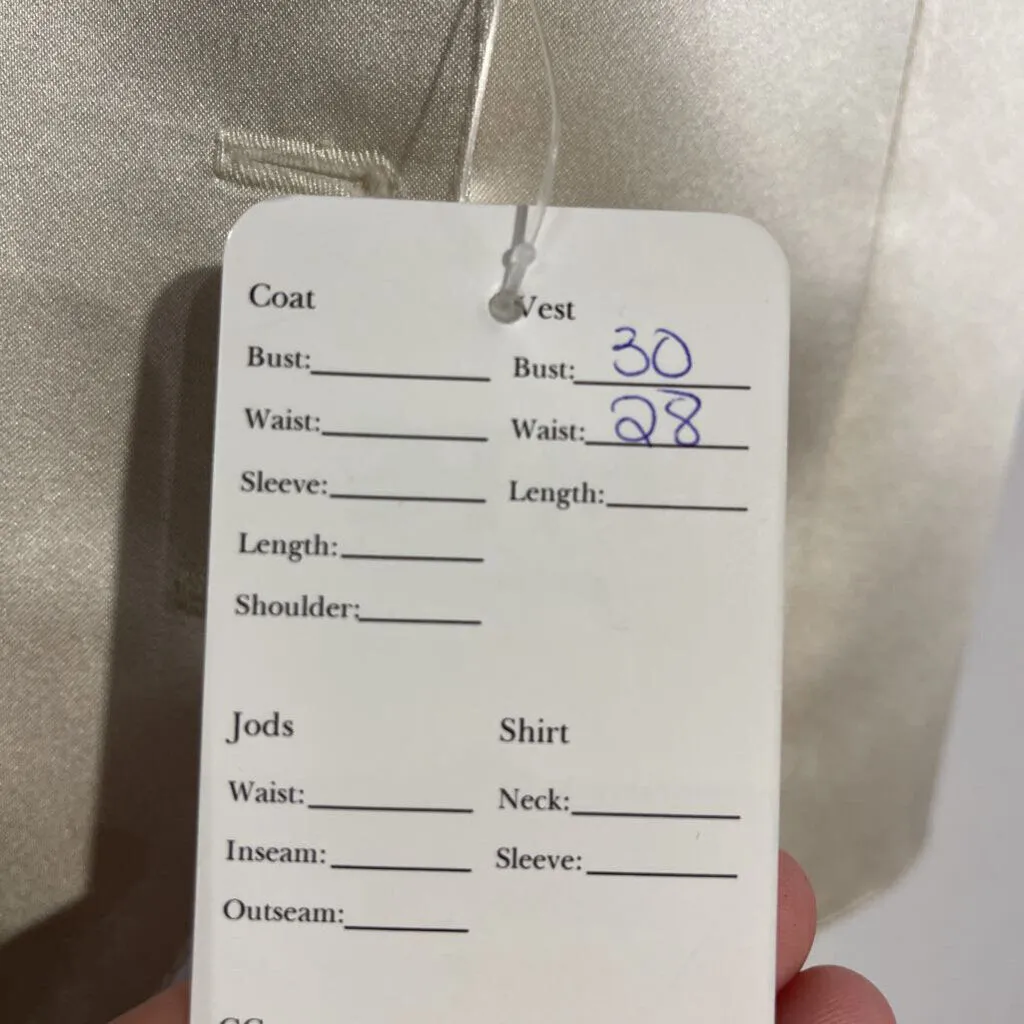 Coat
Bust:
Waist:
Sleeve:
Length:
Shoulder:
Vest
Bust: 30
Waist: 28
Length:
Jods
Waist:
Inseam:
Outseam:
Shirt
Neck:
Sleeve: